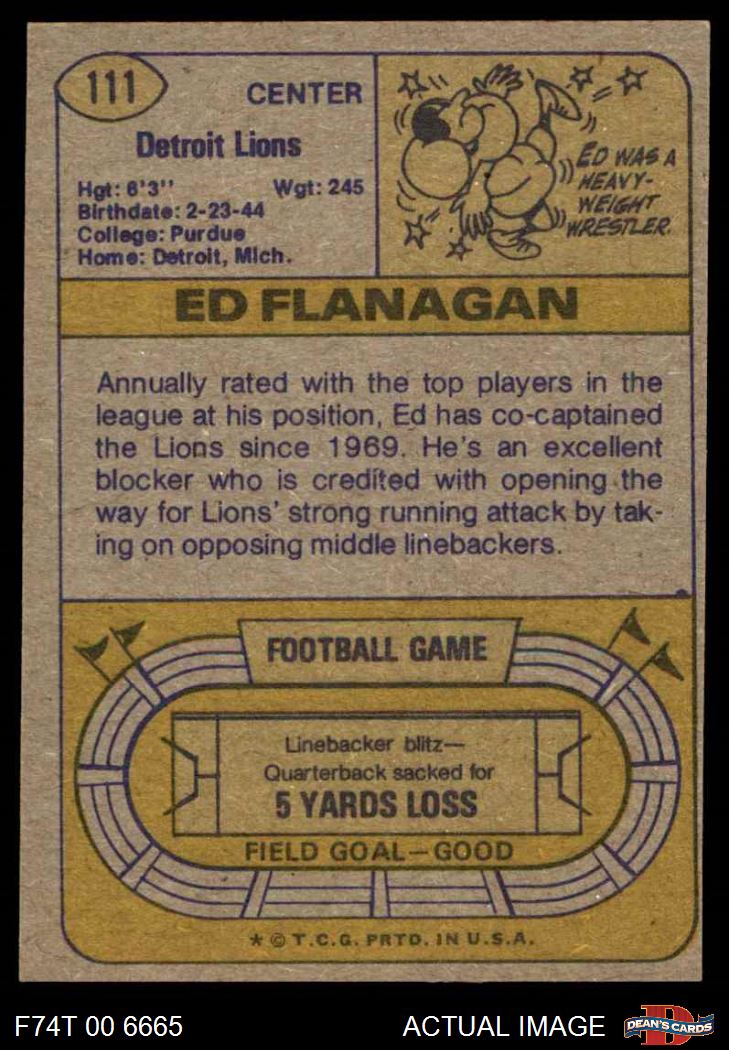 111
CENTER
Detroit Lions
Hgt: 6'3'' Wgt: 245
Birthdate: 2-23-44
College: Purdue
Home: Detroit, Mich.
ED WAS A
HEAVY-
WEIGHT
WRESTLER.
ED FLANAGAN
Annually rated with the top players in the
league at his position, Ed has co-captained
the Lions since 1969. He's an excellent
blocker who is credited with opening the
way for Lions' strong running attack by tak-
ing on opposing middle linebackers.
FOOTBALL GAME
Linebacker blitz—
Quarterback sacked for
5 YARDS LOSS
FIELD GOAL—GOOD
* © T.C.G. PRTD. IN U.S.A.
F74T 00 6665
ACTUAL IMAGE
D
DEAN'S CARDS